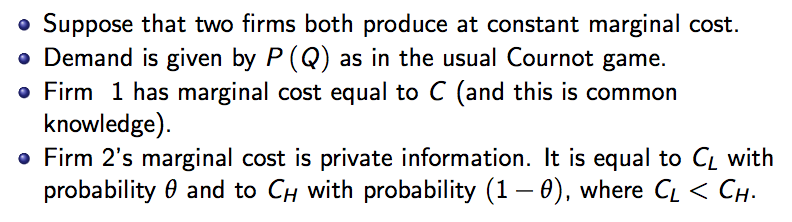 • Suppose that two firms both produce at constant marginal cost.
• Demand is given by P (Q) as in the usual Cournot game.
• Firm 1 has marginal cost equal to C (and this is common
knowledge).
• Firm 2's marginal cost is private information. It is equal to C_L with
probability θ and to C_H with probability (1 − θ), where C_L < C_H.